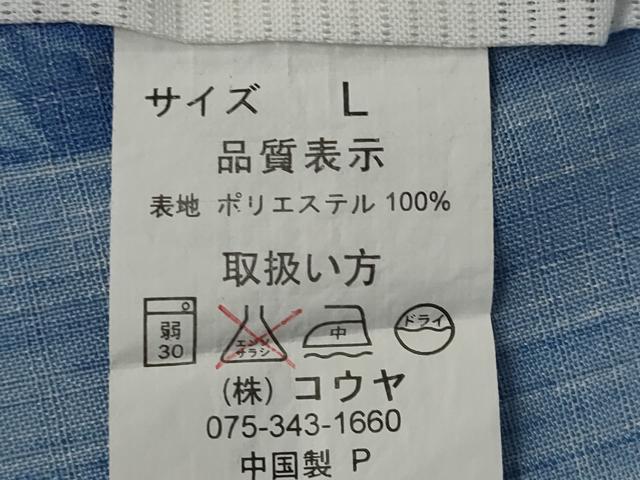 サイズ L
品質表示
表地 ポリエステル 100%
取扱い方
弱 30 エンソ サラシ 中 ドライ
(株) コウヤ
075-343-1660
中国製 P